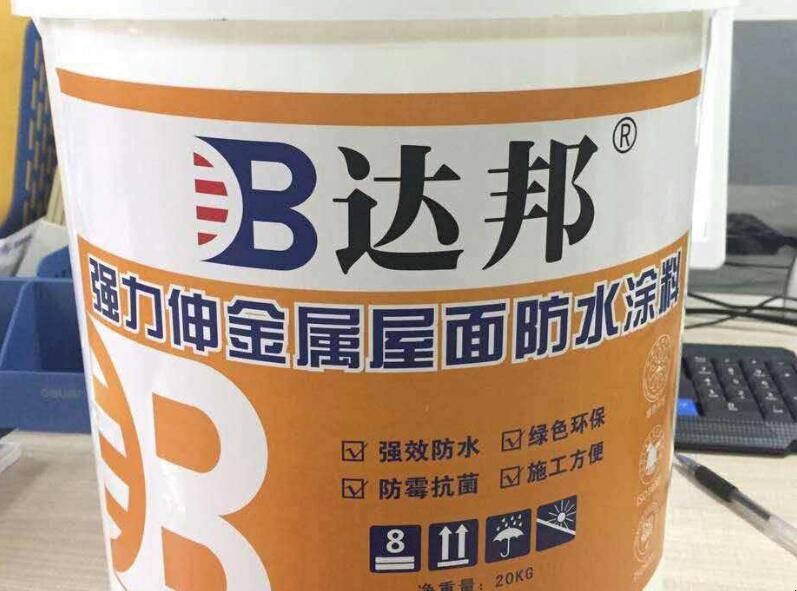 B达邦®
强力伸金属屋面防水涂料
强效防水 绿色环保
防霉抗菌 施工方便
8
净重量：20KG